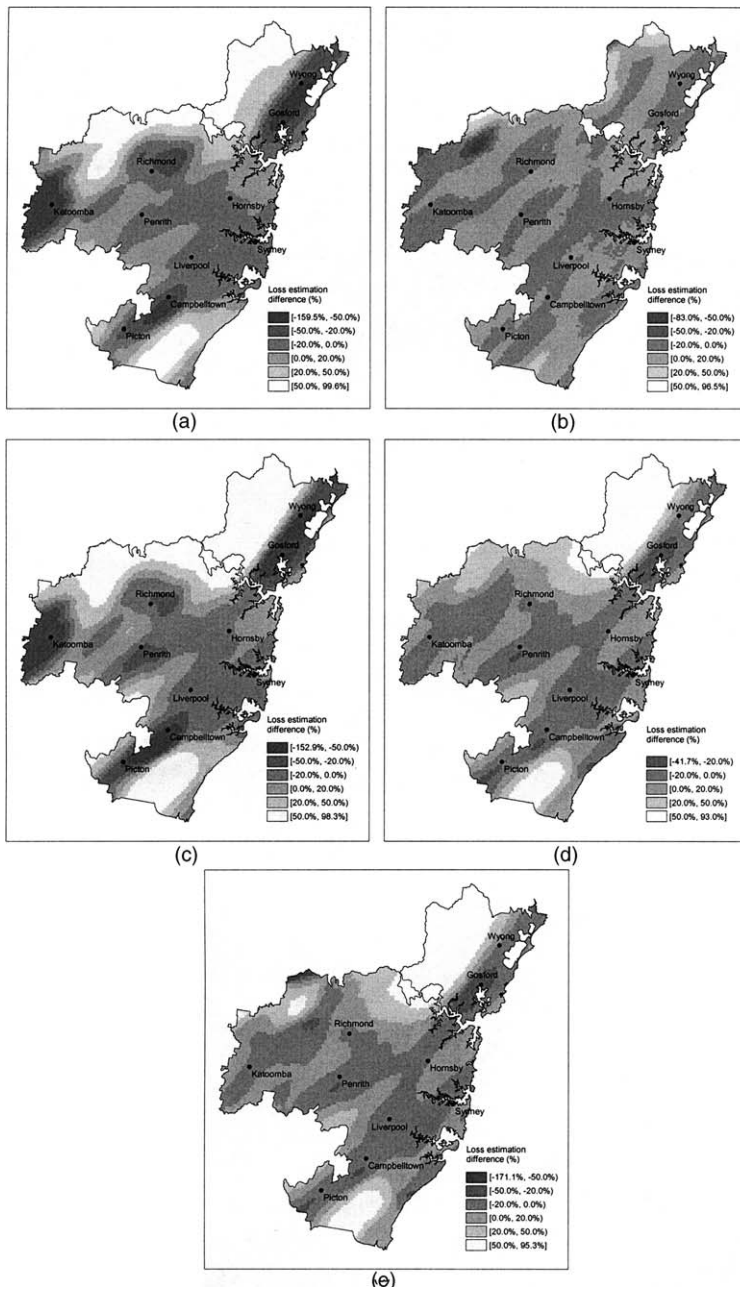 Wyong
Gosford
Richmond
Katoomba
Hornsby
Penrith
Sydney
Liverpool
Campbelltown
Picton
Loss estimation
difference (%)
[-159.5%, -50.0%)
[-50.0%, -20.0%)
[-20.0%, 0.0%)
[0.0%, 20.0%)
[20.0%, 50.0%)
[50.0%, 99.6%]
(a)
Wyong
Gosford
Richmond
Katoomba
Hornsby
Penrith
Sydney
Liverpool
Campbelltown
Picton
Loss estimation
difference (%)
[-83.0%, -50.0%)
[-50.0%, -20.0%)
[-20.0%, 0.0%)
[0.0%, 20.0%)
[20.0%, 50.0%)
[50.0%, 96.5%]
(b)
Wyong
Gosford
Richmond
Katoomba
Hornsby
Penrith
Sydney
Liverpool
Campbelltown
Picton
Loss estimation
difference (%)
[-152.9%, -50.0%)
[-50.0%, -20.0%)
[-20.0%, 0.0%)
[0.0%, 20.0%)
[20.0%, 50.0%)
[50.0%, 98.3%]
(c)
Wyong
Gosford
Richmond
Katoomba
Hornsby
Penrith
Sydney
Liverpool
Campbelltown
Picton
Loss estimation
difference (%)
[-41.7%, -20.0%)
[-20.0%, 0.0%)
[0.0%, 20.0%)
[20.0%, 50.0%)
[50.0%, 93.0%]
(d)
Wyong
Gosford
Richmond
Katoomba
Hornsby
Penrith
Sydney
Liverpool
Campbelltown
Picton
Loss estimation
difference (%)
[-171.1%, -50.0%)
[-50.0%, -20.0%)
[-20.0%, 0.0%)
[0.0%, 20.0%)
[20.0%, 50.0%)
[50.0%, 95.3%]
(e)